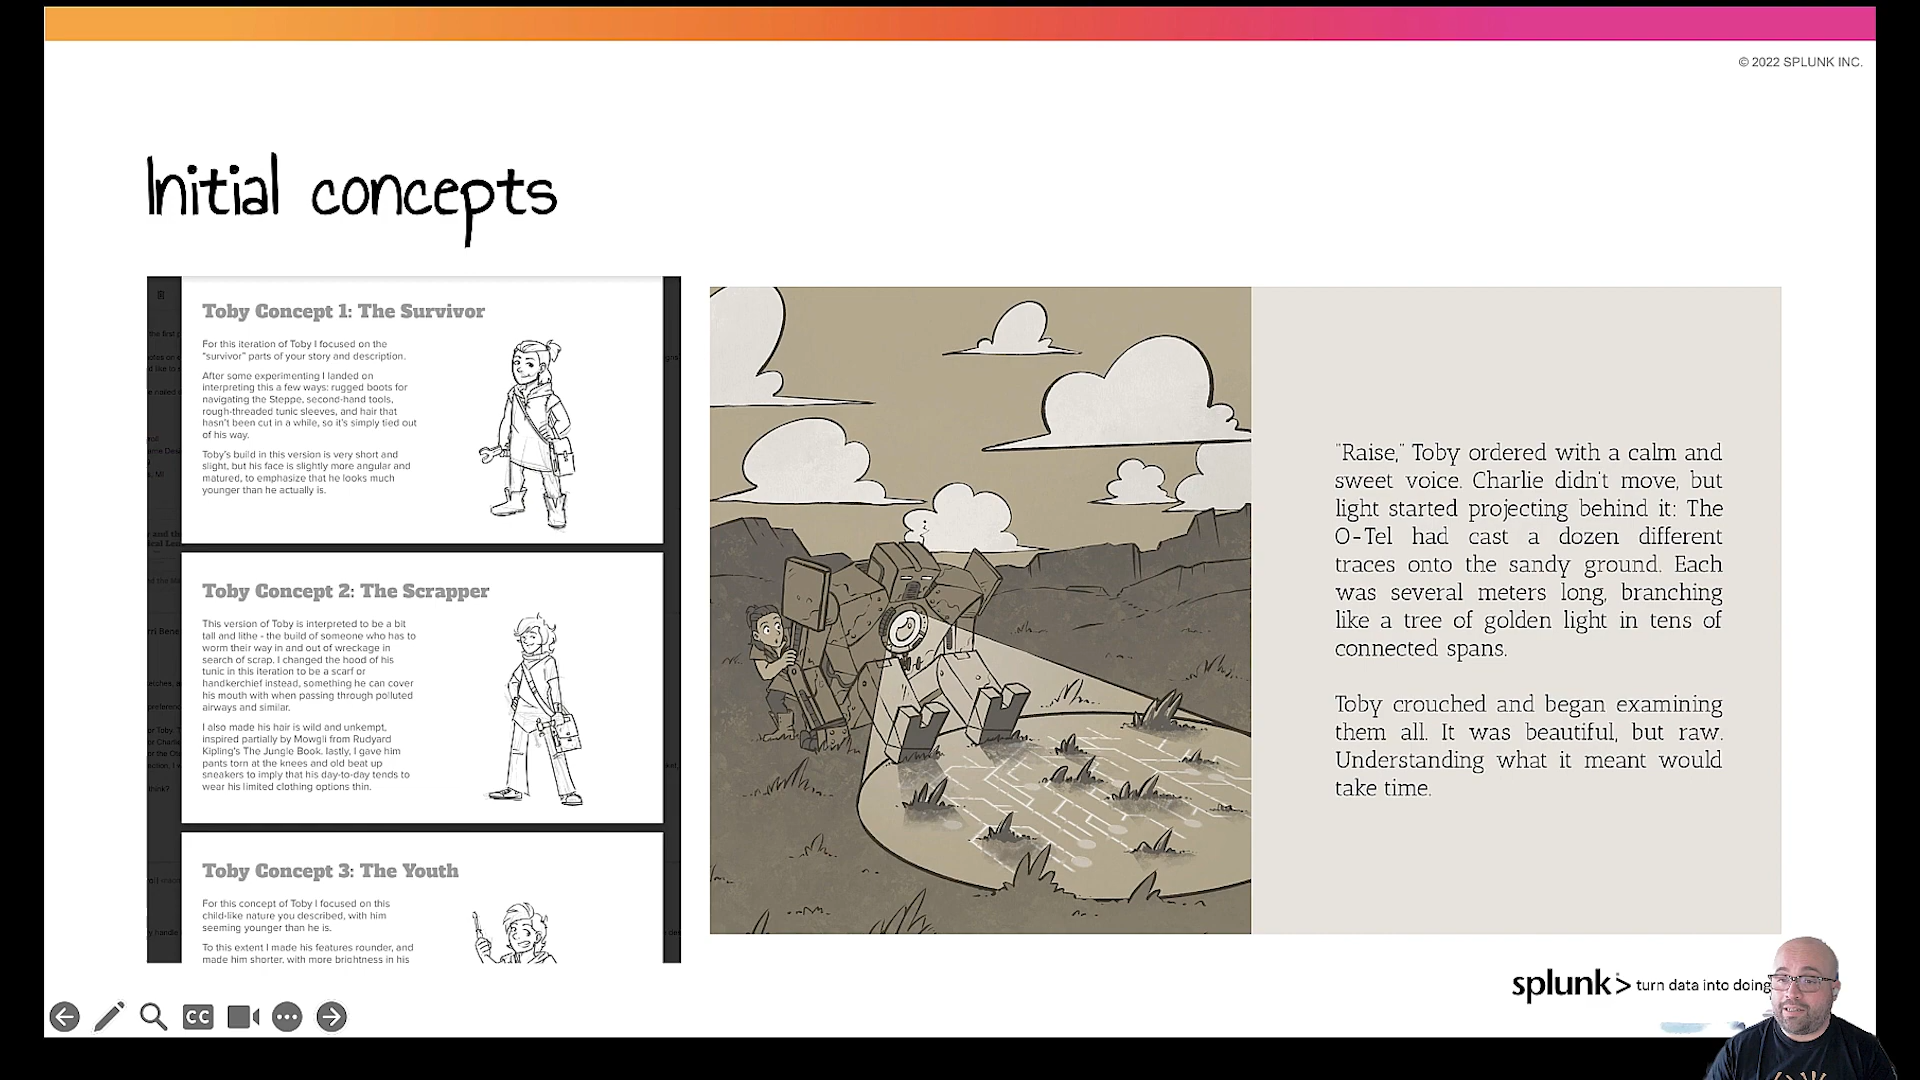 © 2022 SPLUNK INC.
Initial concepts
Toby Concept 1: The Survivor
For this iteration of Toby I focused on the
"survivor" parts of your story and description.
After some experimenting I landed on
interpreting this a few ways: rugged boots for
navigating the Steppe, second-hand tools,
rough-threaded tunic sleeves, and hair that
hasn't been cut in a while, so it's simply tied out
of his way.
Toby's build in this version is very short and
slight, but his face is slightly more angular and
matured, to emphasize that he looks much
younger than he actually is.
Toby Concept 2: The Scrapper
This version of Toby is interpreted to be a bit
tall and lithe - the build of someone who has to
worm their way in and out of wreckage in
search of scrap. I changed the hood of his
tunic in this iteration to be a scarf or
handkerchief instead, something he can cover
his mouth with when passing through polluted
airways and similar.
I also made his hair is wild and unkempt,
inspired partially by Mowgli from Rudyard
Kipling's The Jungle Book. lastly, I gave him
pants torn at the knees and old beat up
sneakers to imply that his day-to-day tends to
wear his limited clothing options thin.
Toby Concept 3: The Youth
For this concept of Toby I focused on this
child-like nature you described, with him
seeming younger than he is.
To this extent I made his features rounder, and
made him shorter, with more brightness in his
"Raise," Toby ordered with a calm and
sweet voice. Charlie didn't move, but
light started projecting behind it: The
O-Tel had cast a dozen different
traces onto the sandy ground. Each
was several meters long, branching
like a tree of golden light in tens of
connected spans.
Toby crouched and began examining
them all. It was beautiful, but raw.
Understanding what it meant would
take time.
splunk> turn data into doing
CC